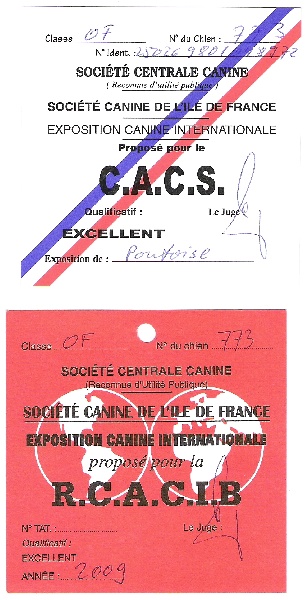 Classe OF N° du Chien : 773
N° Ident. :
SOCIÉTÉ CENTRALE CANINE
( Reconnue d'utilité publique )
SOCIÉTÉ CANINE DE L'ILE DE FRANCE
EXPOSITION CANINE INTERNATIONALE
Proposé pour le
C.A.C.S.
Qualificatif : Le Juge
EXCELLENT
Exposition de : Pontoise
Classe OF N° du chien 773
SOCIÉTÉ CENTRALE CANINE
(Reconnue d'Utilité Publique)
SOCIÉTÉ CANINE DE L'ILE DE FRANCE
EXPOSITION CANINE INTERNATIONALE
proposé pour la
R.C.A.C.I.B
N° TAT. Le Juge :
Qualificatif :
EXCELLENT
ANNÉE : 2009